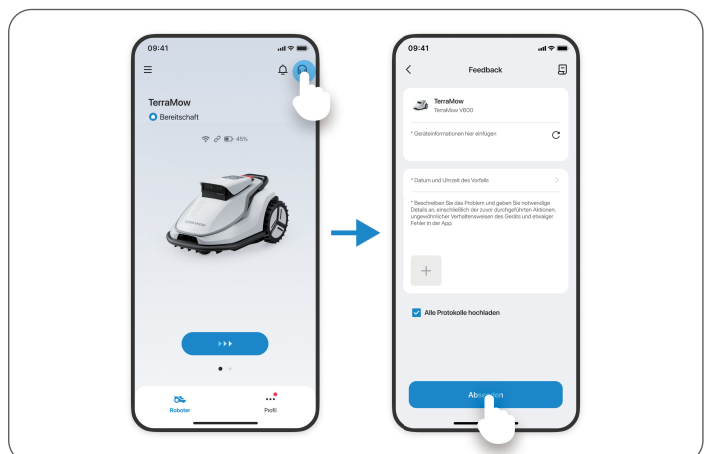 09:41
TerraMow
Bereitschaft
45%
TERRAMOW
Roboter
Profil
09:41
Feedback
TerraMow
TerraMow V600
* Geräteinformationen hier einfügen
* Datum und Uhrzeit des Vorfalls
* Beschreiben Sie das Problem und geben Sie notwendige
Details an, einschließlich der zuvor durchgeführten Aktionen,
ungewöhnlicher Verhaltensweisen des Geräts und etwaiger
Fehler in der App.
Alle Protokolle hochladen
Absenden